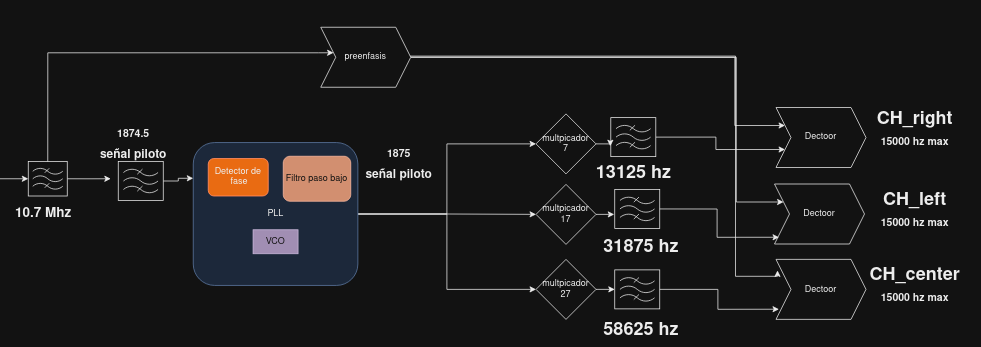 preenfasis
CH_right
15000 hz max
Dectoor
1874.5
señal piloto
1875
señal piloto
multpicador
7
13125 hz
10.7 Mhz
Detector de
fase
Filtro paso bajo
PLL
VCO
multpicador
17
31875 hz
CH_left
15000 hz max
Dectoor
multpicador
27
58625 hz
CH_center
15000 hz max
Dectoor